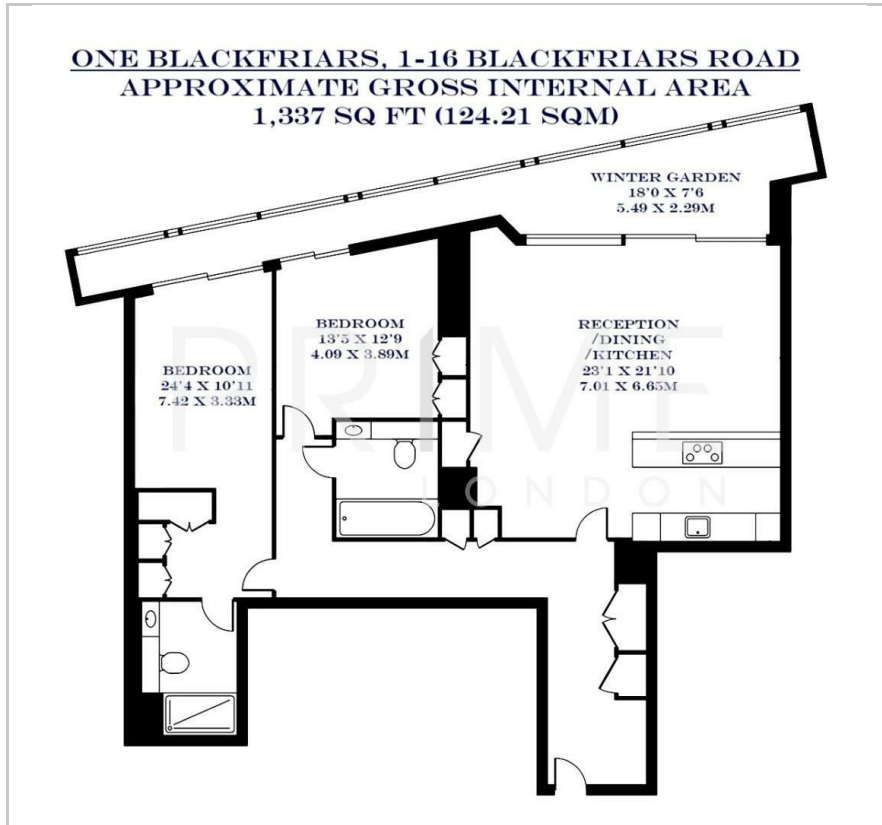 ONE BLACKFRIARS, 1-16 BLACKFRIARS ROAD
APPROXIMATE GROSS INTERNAL AREA
1,337 SQ FT (124.21 SQM)
WINTER GARDEN
18'0 X 7'6
5.49 X 2.29M
BEDROOM
13'5 X 12'9
4.09 X 3.89M
RECEPTION
/DINING
/KITCHEN
23'1 X 21'10
7.01 X 6.65M
BEDROOM
24'4 X 10'11
7.42 X 3.33M
PRIME
LONDON